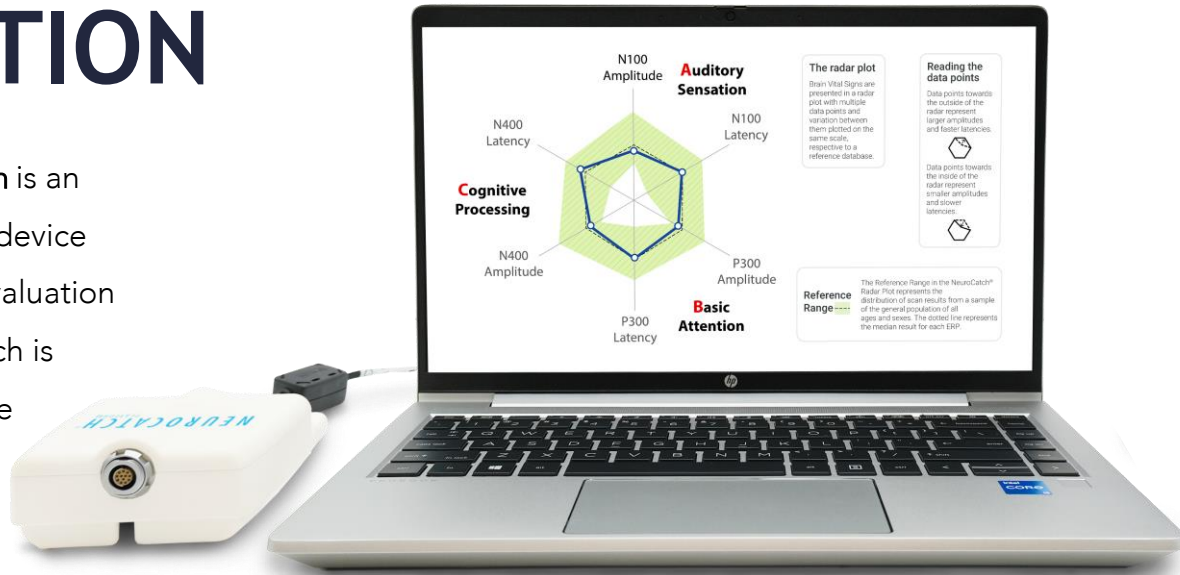 TION
n is an
device
valuation
ch is
e
N100
Amplitude
Auditory
Sensation
N100
Latency
N400
Latency
Cognitive
Processing
N400
Amplitude
P300
Amplitude
Basic
Attention
P300
Latency
The radar plot
Brain Vital Signs are
presented in a radar
plot with multiple
data points and
variation between
them plotted on the
same scale,
respective to a
reference database.
Reading the
data points
Data points towards
the outside of the
radar represent
larger amplitudes
and faster latencies.
Data points towards
the inside of the
radar represent
smaller amplitudes
and slower
latencies.
Reference
Range
The Reference Range in the NeuroCatch®
Radar Plot represents the
distribution of scan results from a sample
of the general population of all
ages and sexes. The dotted line represents
the median result for each ERP.
hp
NEUROCATCH
intel
CORE